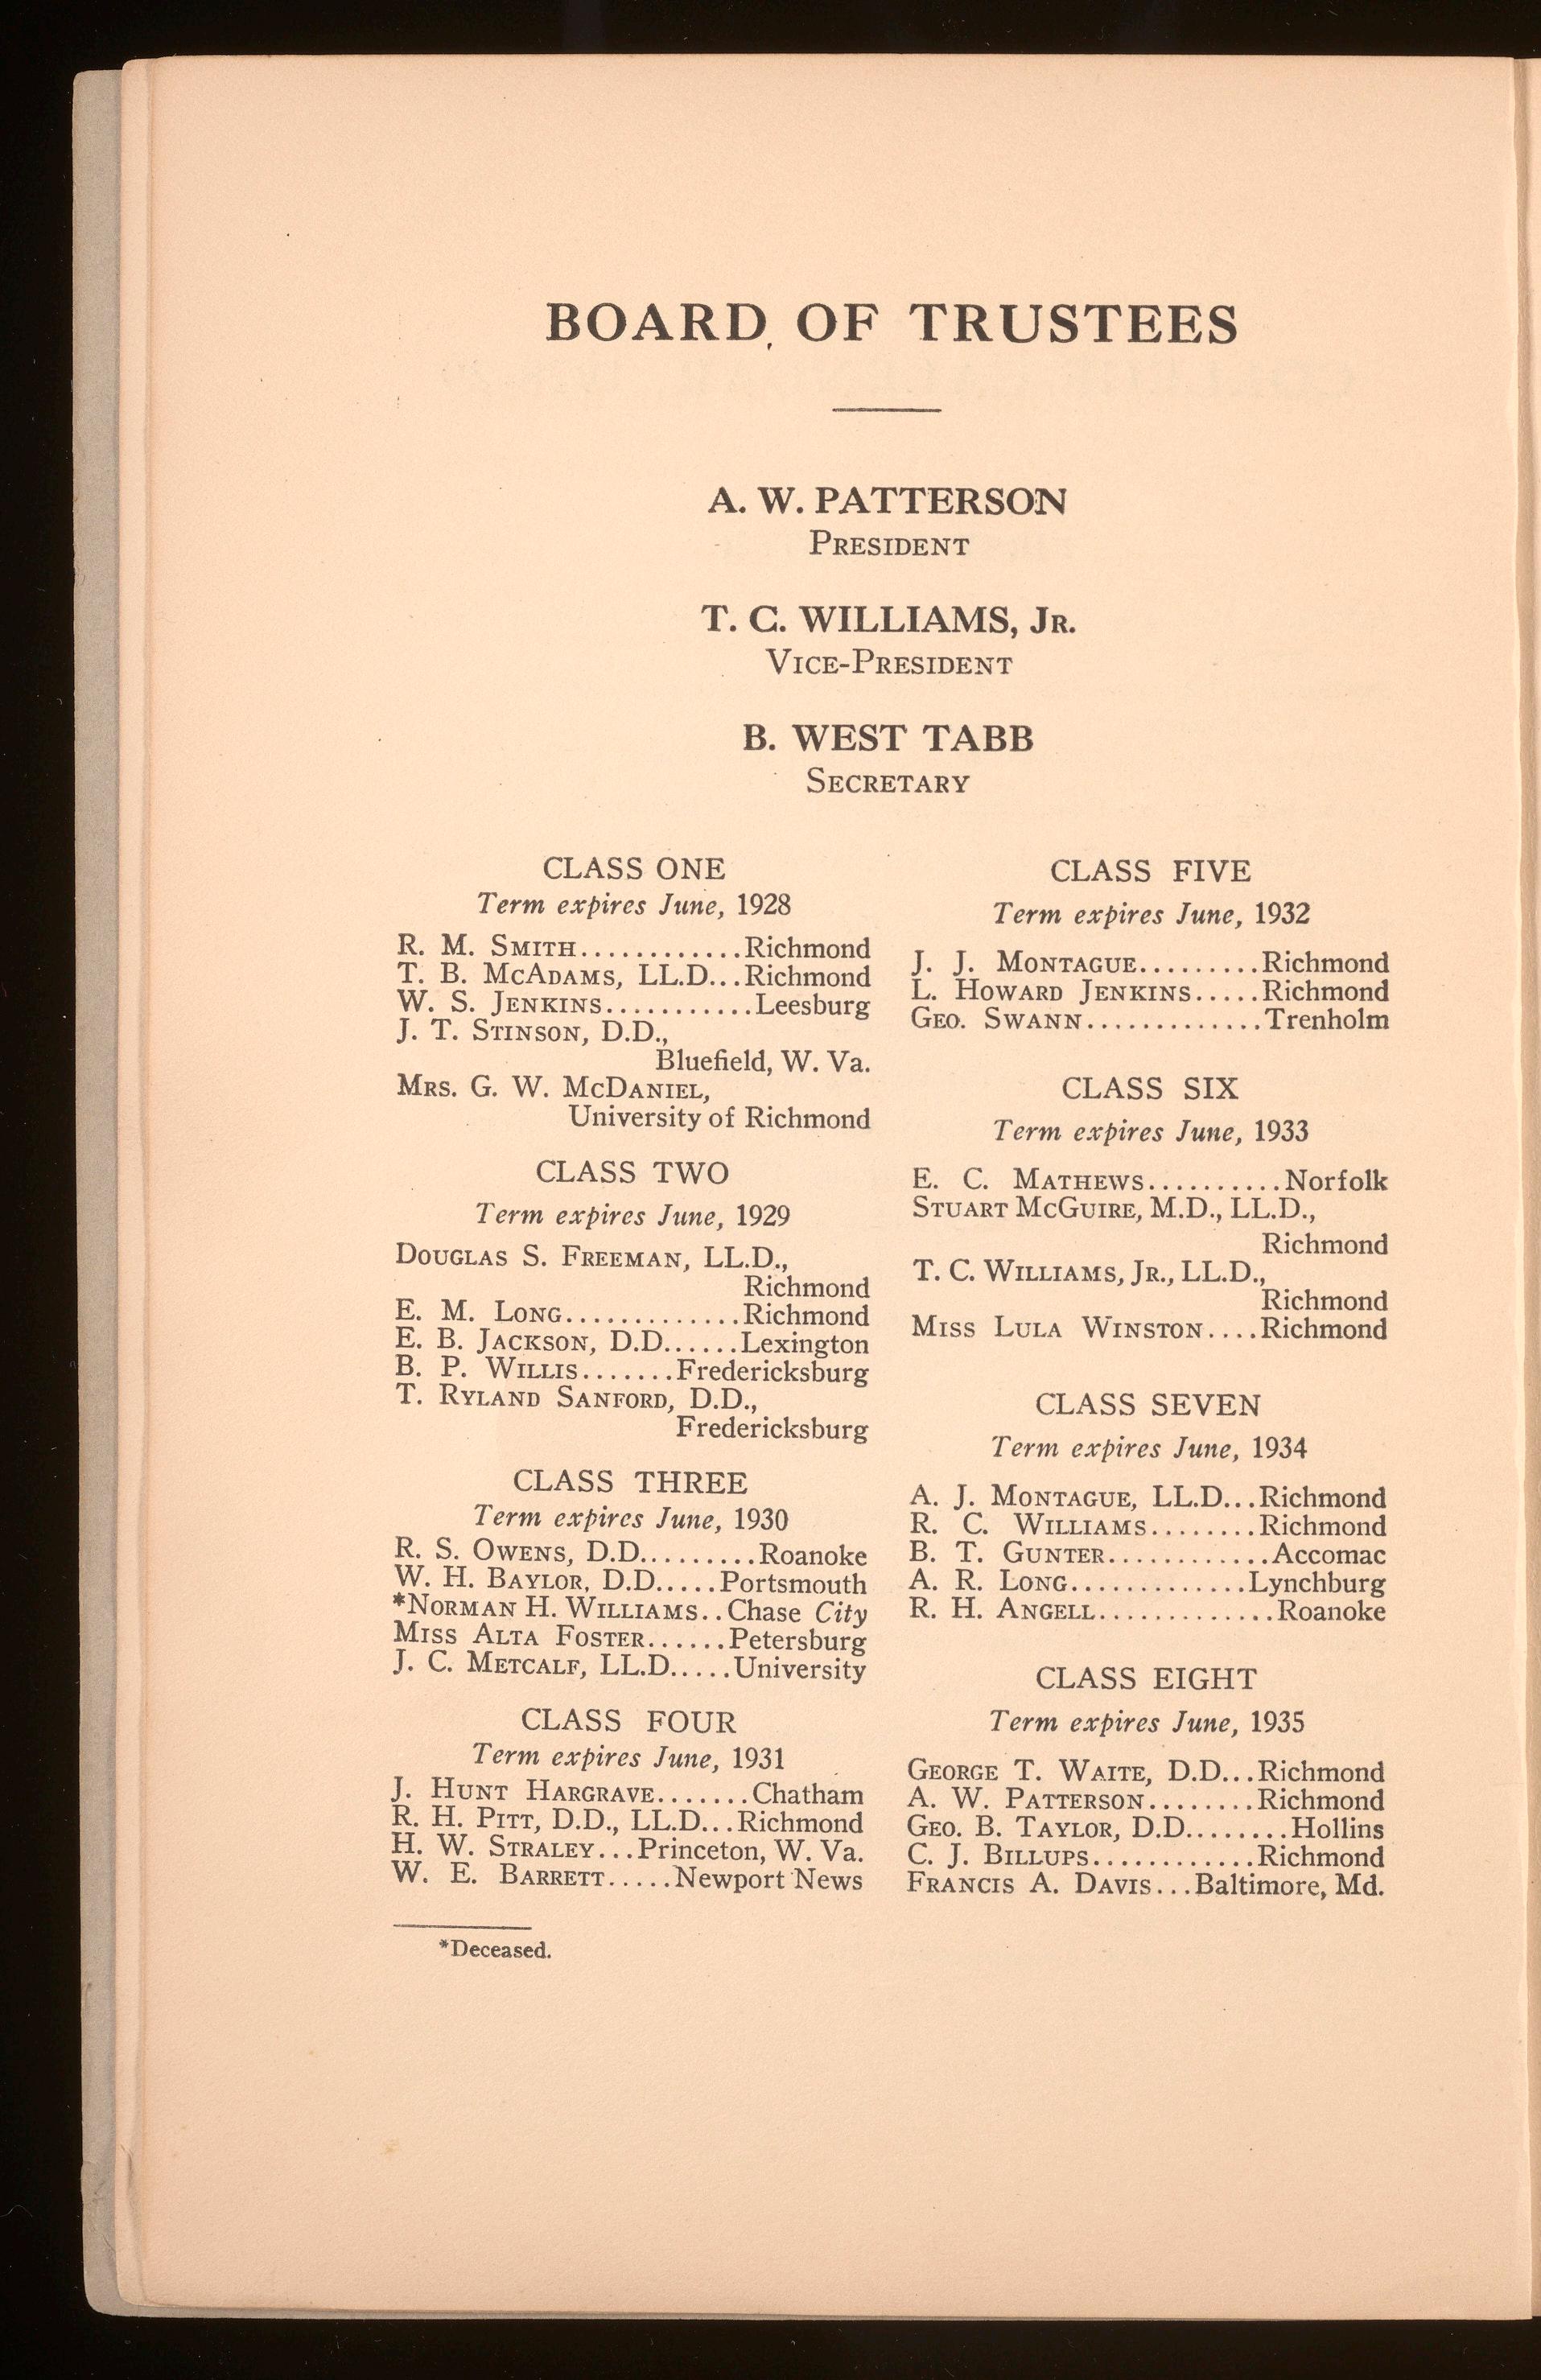 BOARD OF TRUSTEES
A. W. PATTERSON
PRESIDENT
T. C. WILLIAMS, JR.
VICE-PRESIDENT
B. WEST TABB
SECRETARY
CLASS ONE
Term expires June, 1928
R. M. SMITH............Richmond
T. B. MCADAMS, LL.D...Richmond
W. S. JENKINS...........Leesburg
J. T. STINSON, D.D.,
Bluefield, W. Va.
MRS. G. W. MCDANIEL,
University of Richmond
CLASS TWO
Term expires June, 1929
DOUGLAS S. FREEMAN, LL.D.,
Richmond
E. M. LONG.............Richmond
E. B. JACKSON, D.D......Lexington
B. P. WILLIS.......Fredericksburg
T. RYLAND SANFORD, D.D.,
Fredericksburg
CLASS THREE
Term expires June, 1930
R. S. OWENS, D.D.........Roanoke
W. H. BAYLOR, D.D.....Portsmouth
*NORMAN H. WILLIAMS..Chase City
MISS ALTA FOSTER......Petersburg
J. C. METCALF, LL.D.....University
CLASS FOUR
Term expires June, 1931
J. HUNT HARGRAVE.......Chatham
R. H. PITT, D.D., LL.D...Richmond
H. W. STRALEY...Princeton, W. Va.
W. E. BARRETT.....Newport News
*Deceased.
CLASS FIVE
Term expires June, 1932
J. J. MONTAGUE.........Richmond
L. HOWARD JENKINS.....Richmond
GEO. SWANN.............Trenholm
CLASS SIX
Term expires June, 1933
E. C. MATHEWS..........Norfolk
STUART MCGUIRE, M.D., LL.D.,
Richmond
T. C. WILLIAMS, JR., LL.D.,
Richmond
MISS LULA WINSTON....Richmond
CLASS SEVEN
Term expires June, 1934
A. J. MONTAGUE, LL.D...Richmond
R. C. WILLIAMS........Richmond
B. T. GUNTER............Accomac
A. R. LONG.............Lynchburg
R. H. ANGELL.............Roanoke
CLASS EIGHT
Term expires June, 1935
GEORGE T. WAITE, D.D...Richmond
A. W. PATTERSON........Richmond
GEO. B. TAYLOR, D.D........Hollins
C. J. BILLUPS............Richmond
FRANCIS A. DAVIS...Baltimore, Md.